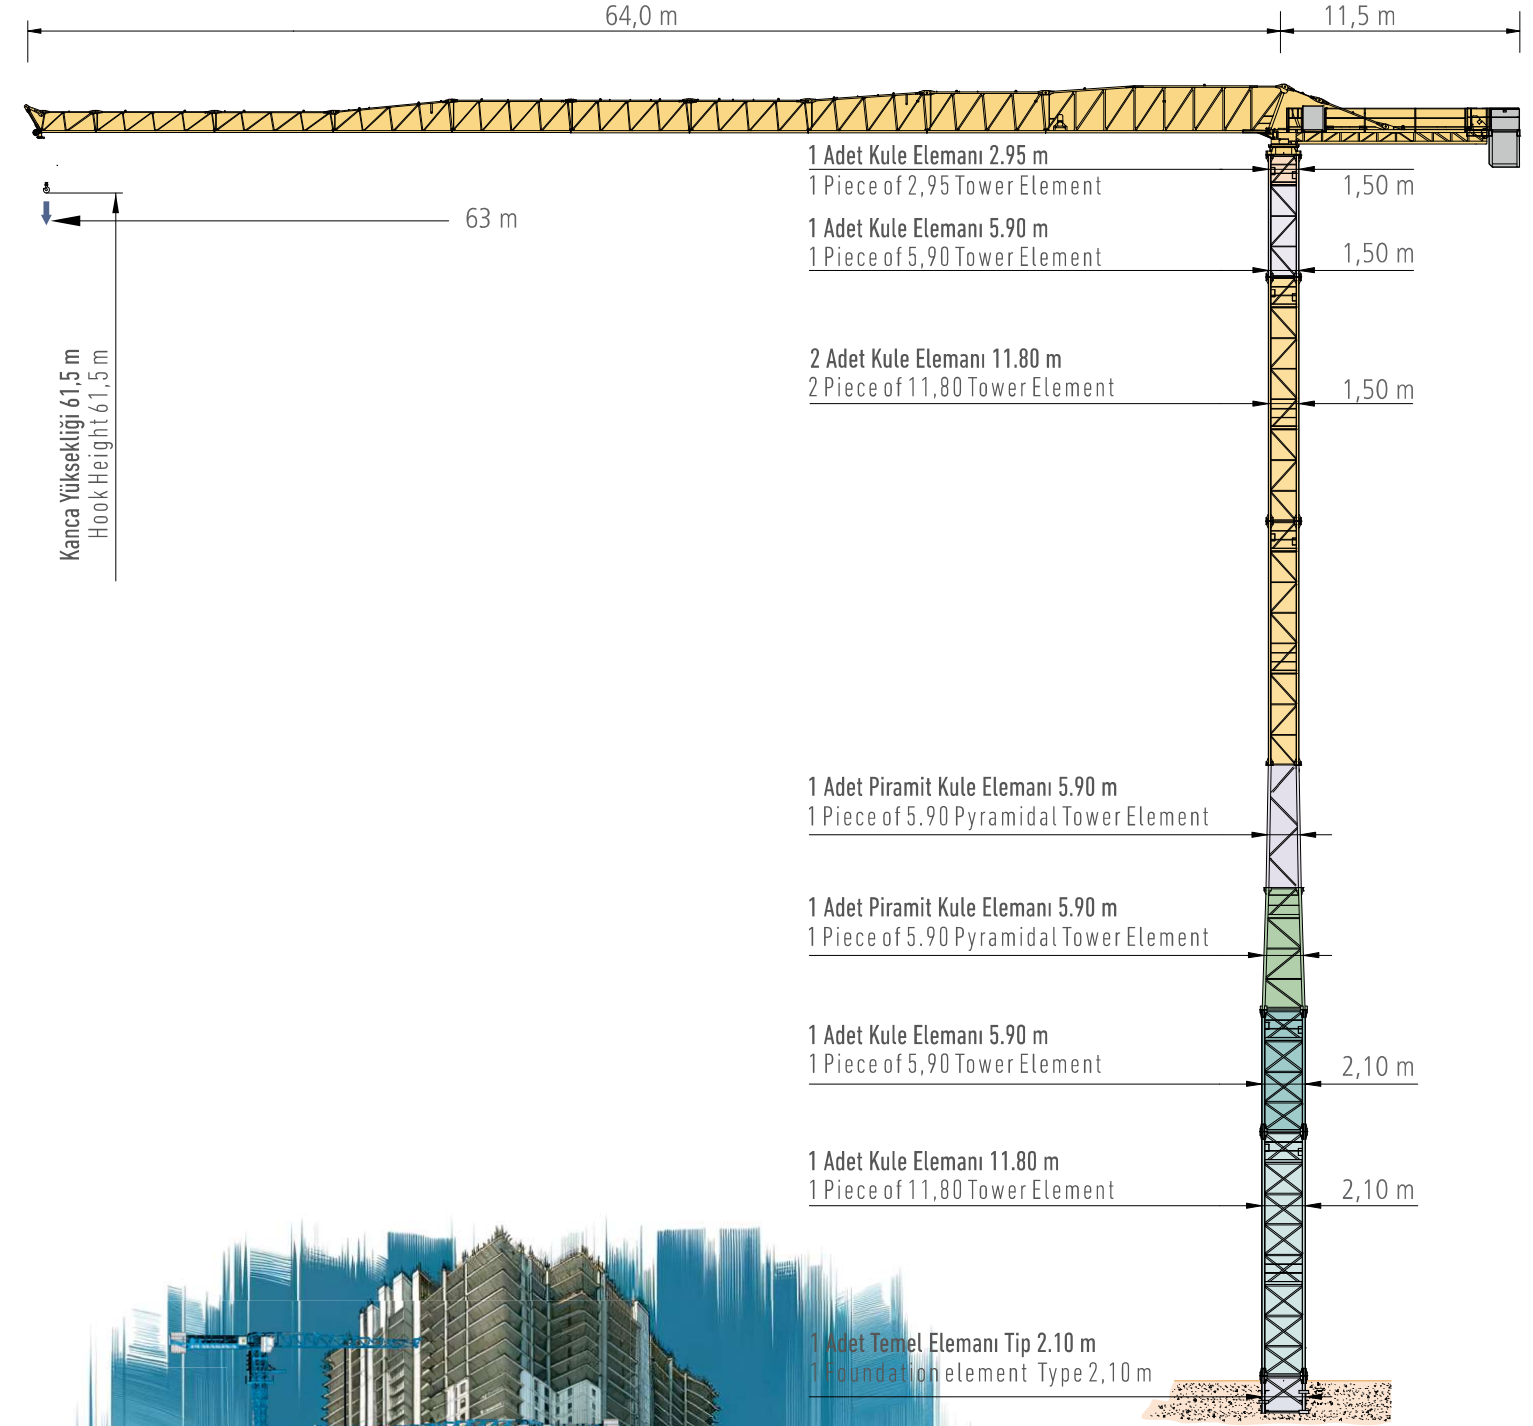 64,0 m
11,5 m
1 Adet Kule Elemanı 2.95 m
1 Piece of 2,95 Tower Element
1,50 m
63 m
1 Adet Kule Elemanı 5.90 m
1 Piece of 5,90 Tower Element
1,50 m
Kanca Yüksekliği 61,5 m
Hook Height 61,5 m
2 Adet Kule Elemanı 11.80 m
2 Piece of 11,80 Tower Element
1,50 m
1 Adet Piramit Kule Elemanı 5.90 m
1 Piece of 5.90 Pyramidal Tower Element
1 Adet Piramit Kule Elemanı 5.90 m
1 Piece of 5.90 Pyramidal Tower Element
1 Adet Kule Elemanı 5.90 m
1 Piece of 5,90 Tower Element
2,10 m
1 Adet Kule Elemanı 11.80 m
1 Piece of 11,80 Tower Element
2,10 m
1 Adet Temel Elemanı Tip 2.10 m
1 Foundation element Type 2,10 m